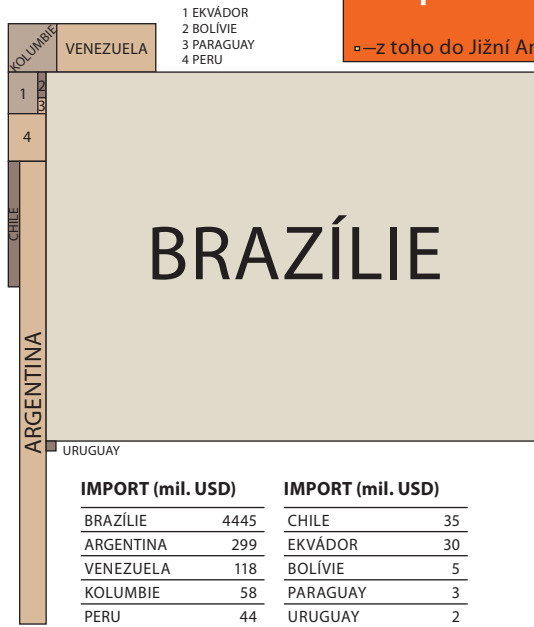 1 EKVÁDOR
2 BOLÍVIE
3 PARAGUAY
4 PERU
z toho do Jižní
KOLUMBIE
VENEZUELA
1
2
3
4
CHILE
BRAZÍLIE
ARGENTINA
URUGUAY
IMPORT (mil. USD)
BRAZÍLIE 4445
ARGENTINA 299
VENEZUELA 118
KOLUMBIE 58
PERU 44
IMPORT (mil. USD)
CHILE 35
EKVÁDOR 30
BOLÍVIE 5
PARAGUAY 3
URUGUAY 2